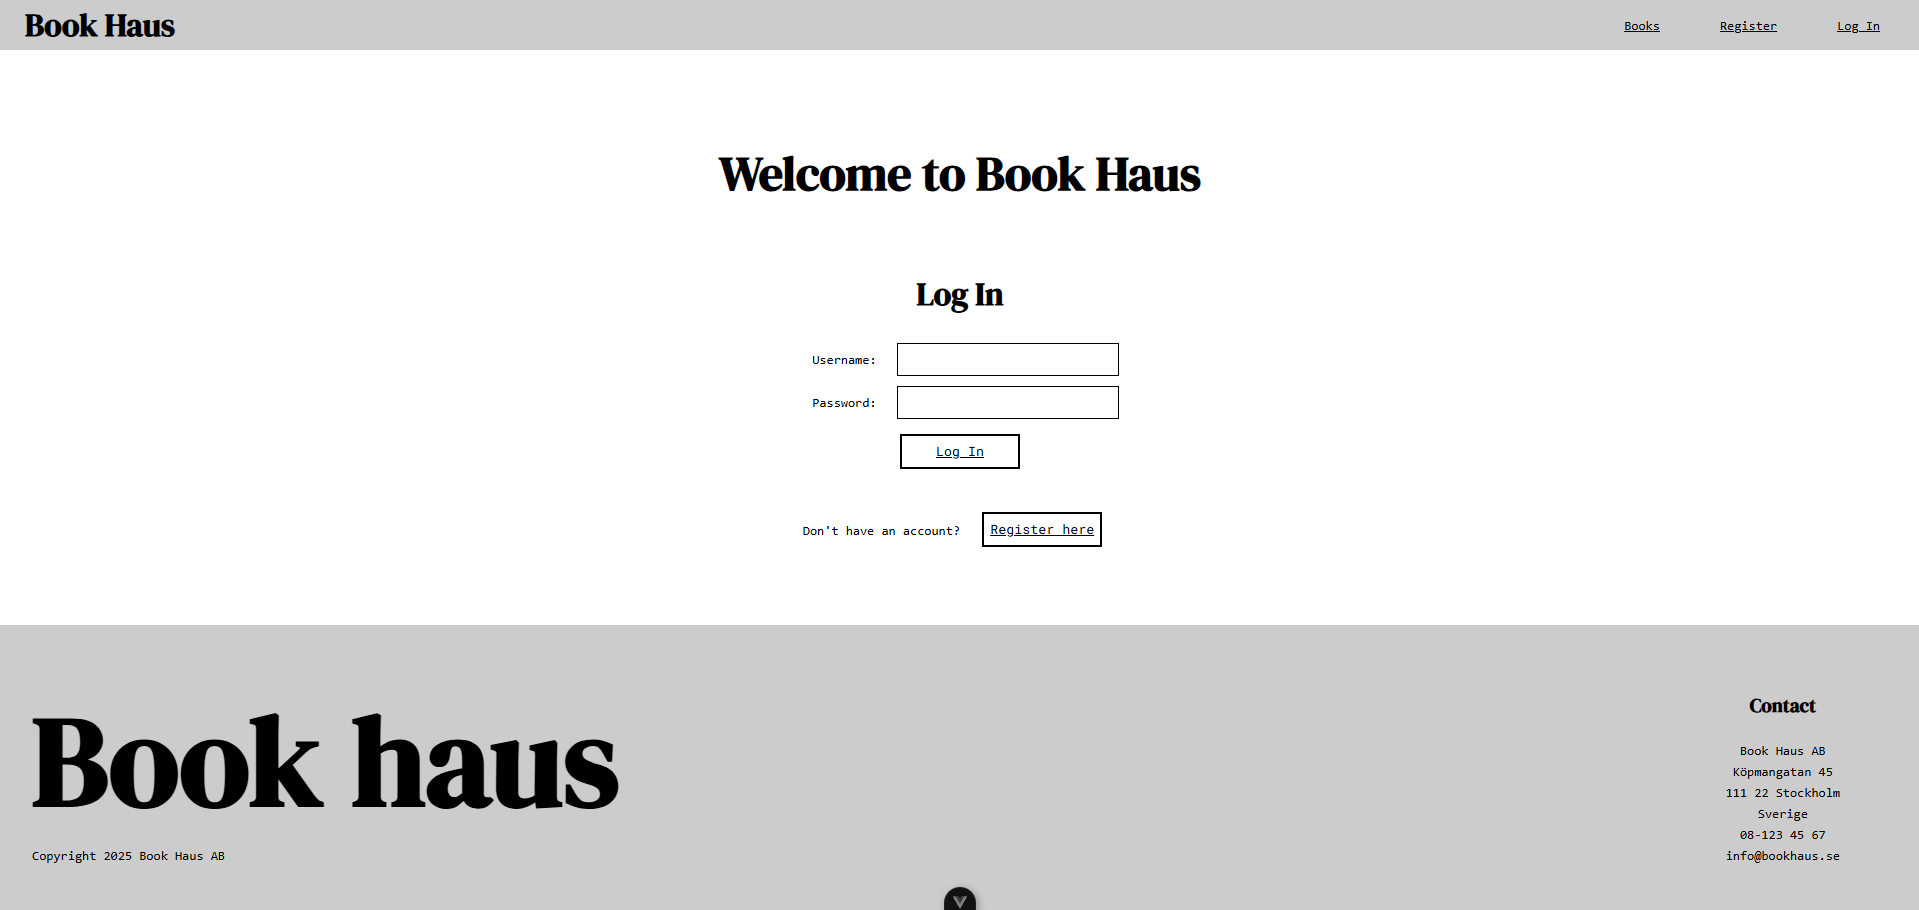 Book Haus
Books
Register
Log In
Welcome to Book Haus
Log In
Username:
Password:
Log In
Don't have an account?
Register here
Book haus
Copyright 2025 Book Haus AB
Contact
Book Haus AB
Köpmangatan 45
111 22 Stockholm
Sverige
08-123 45 67
info@bookhaus.se